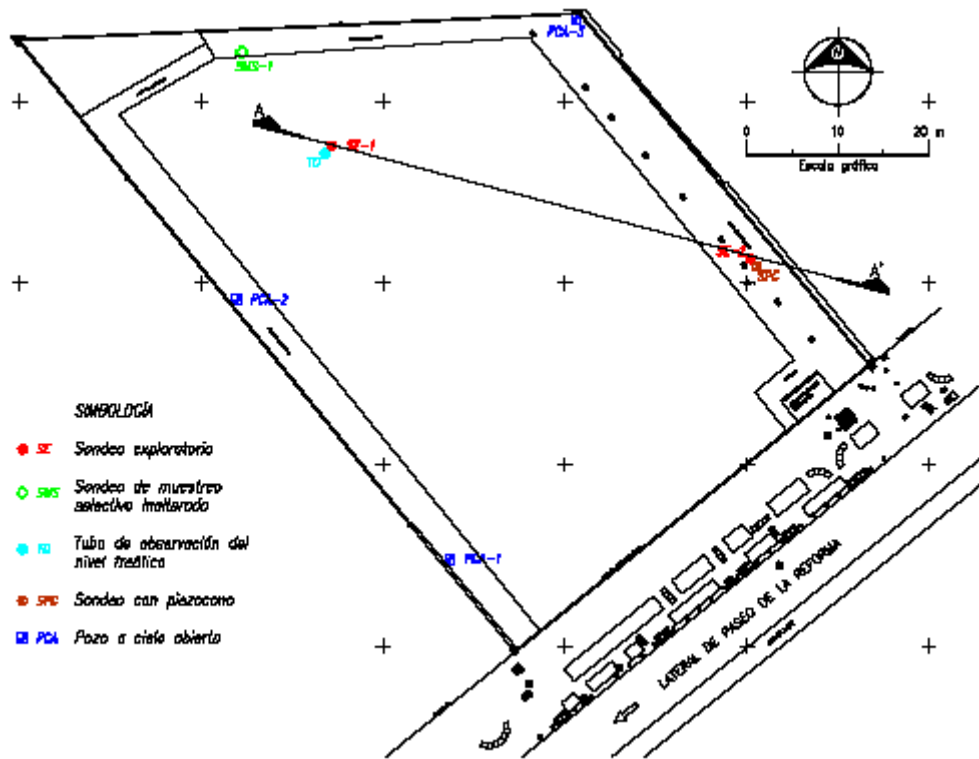 PCA-3
SMS-1
N
0 10 20 m
Escala gráfica
A
SE-1
TO
SE-2
SPC
A'
PCA-2
PCA-1
SIMBOLOGÍA
SE Sondeo exploratorio
SMS Sondeo de muestreo
selectivo inalterado
TO Tubo de observación del
nivel freático
SPC Sondeo con piezocono
PCA Pozo a cielo abierto
LATERAL DE PASEO DE LA REFORMA